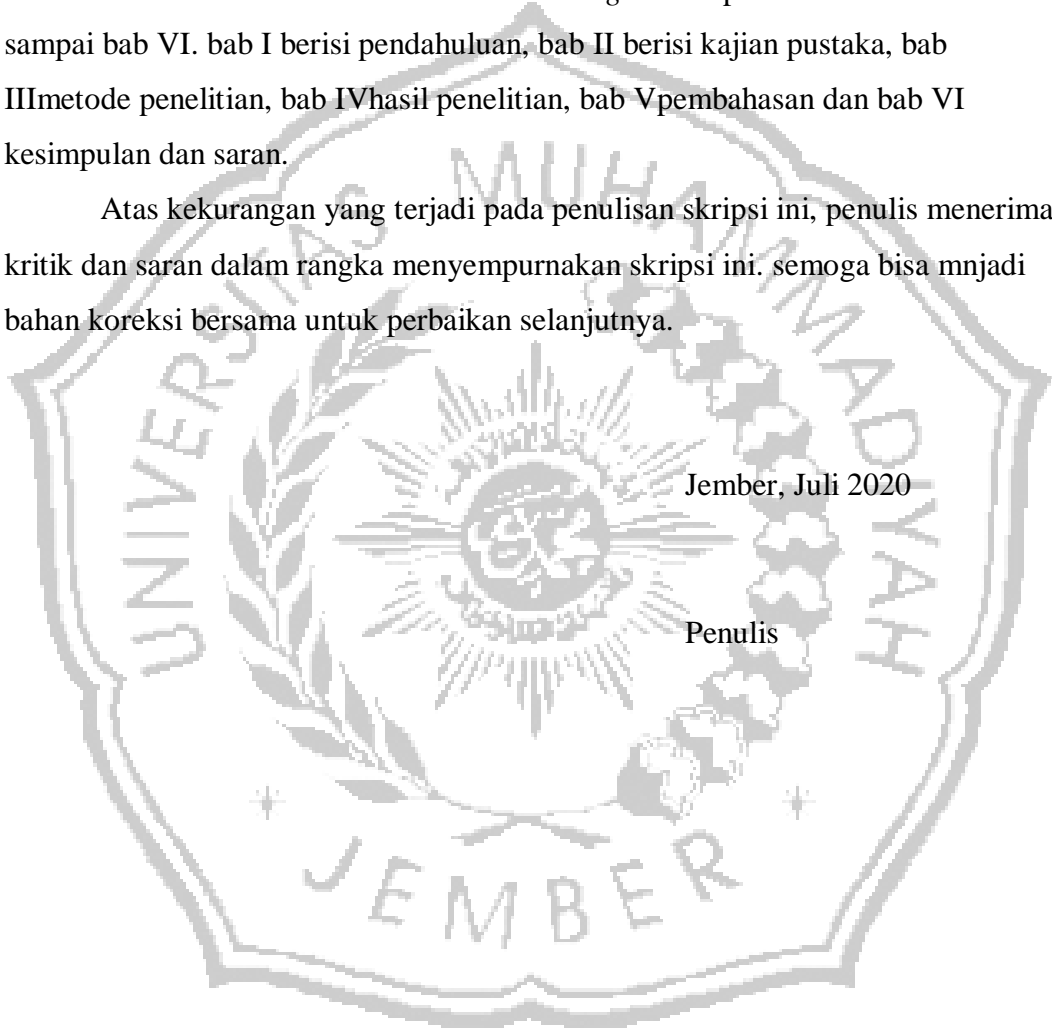 sampai bab VI. bab I berisi pendahuluan, bab II berisi kajian pustaka, bab
IIImetode penelitian, bab IVhasil penelitian, bab Vpembahasan dan bab VI
kesimpulan dan saran.
Atas kekurangan yang terjadi pada penulisan skripsi ini, penulis menerima
kritik dan saran dalam rangka menyempurnakan skripsi ini. semoga bisa mnjadi
bahan koreksi bersama untuk perbaikan selanjutnya.
Jember, Juli 2020
Penulis
UNIVERSITAS MUHAMMADIYAH
JEMBER